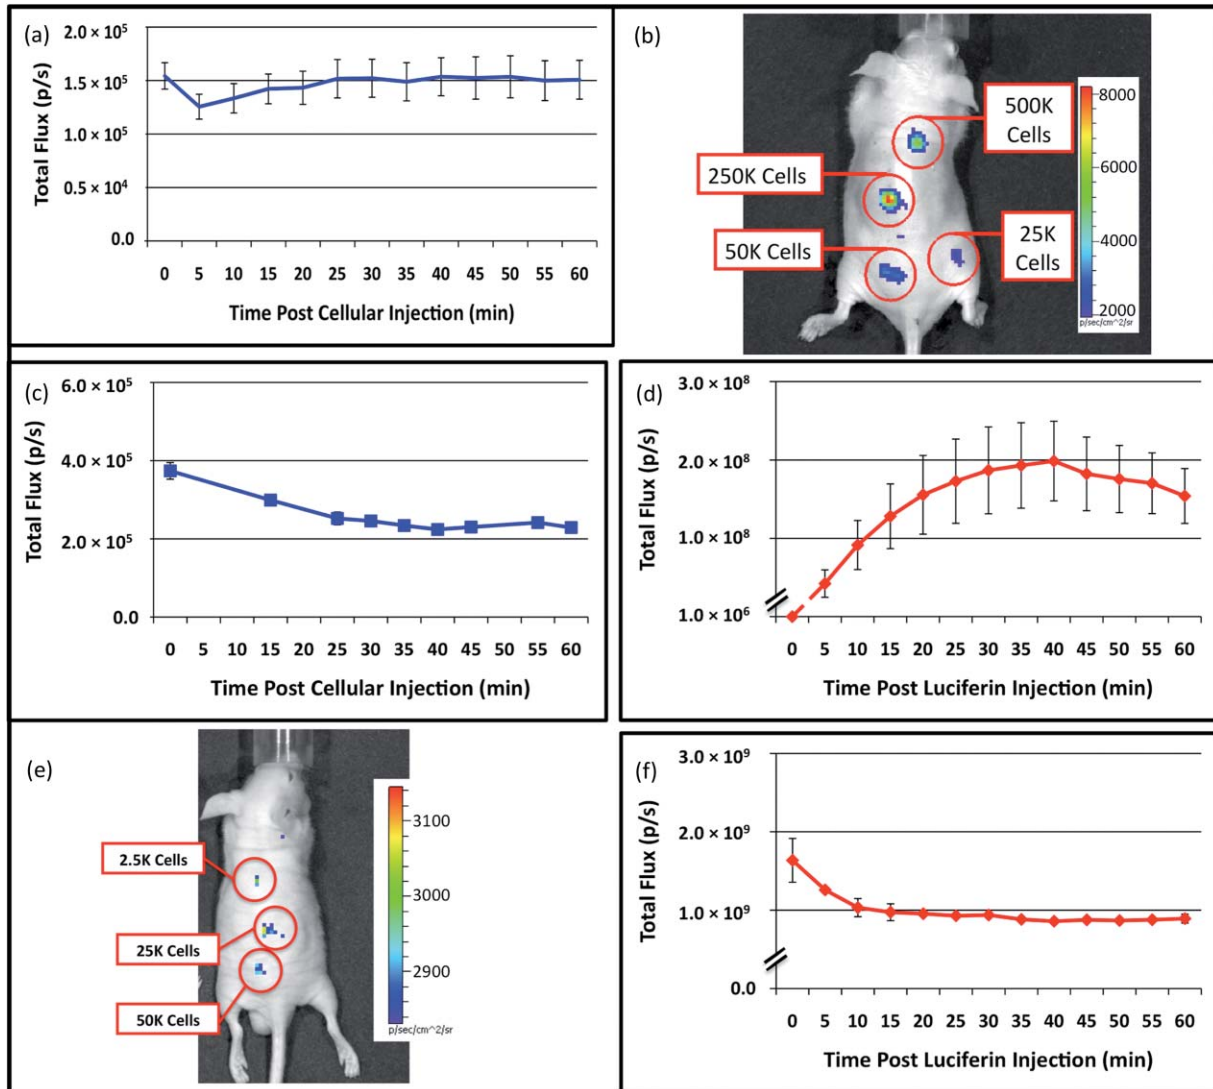 (a)
2.0 × 10⁵
1.5 × 10⁵
1.0 × 10⁵
0.5 × 10⁴
0.0
Total Flux (p/s)
0 5 10 15 20 25 30 35 40 45 50 55 60
Time Post Cellular Injection (min)
(b)
500K
Cells
250K Cells
50K Cells
25K
Cells
8000
6000
4000
2000
p/sec/cm^2/sr
(c)
6.0 × 10⁵
4.0 × 10⁵
2.0 × 10⁵
0.0
Total Flux (p/s)
0 5 10 15 20 25 30 35 40 45 50 55 60
Time Post Cellular Injection (min)
(d)
3.0 × 10⁸
2.0 × 10⁸
1.0 × 10⁸
1.0 × 10⁶
Total Flux (p/s)
0 5 10 15 20 25 30 35 40 45 50 55 60
Time Post Luciferin Injection (min)
(e)
2.5K Cells
25K Cells
50K Cells
3100
3000
2900
p/sec/cm^2/sr
(f)
3.0 × 10⁹
2.0 × 10⁹
1.0 × 10⁹
0.0
Total Flux (p/s)
0 5 10 15 20 25 30 35 40 45 50 55 60
Time Post Luciferin Injection (min)